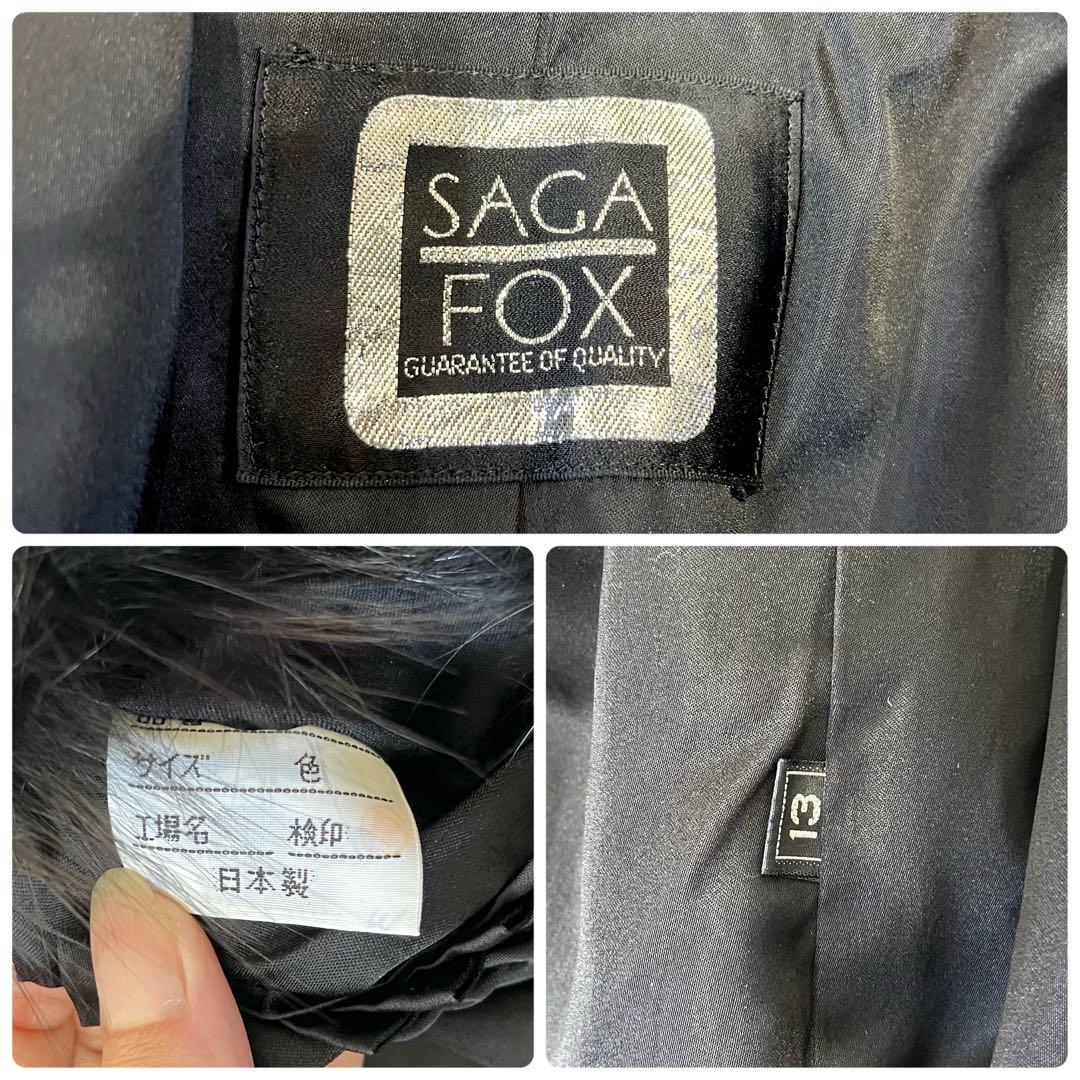 SAGA
FOX
GUARANTEE OF QUALITY
サイズ 色
工場名 検印
日本製
13